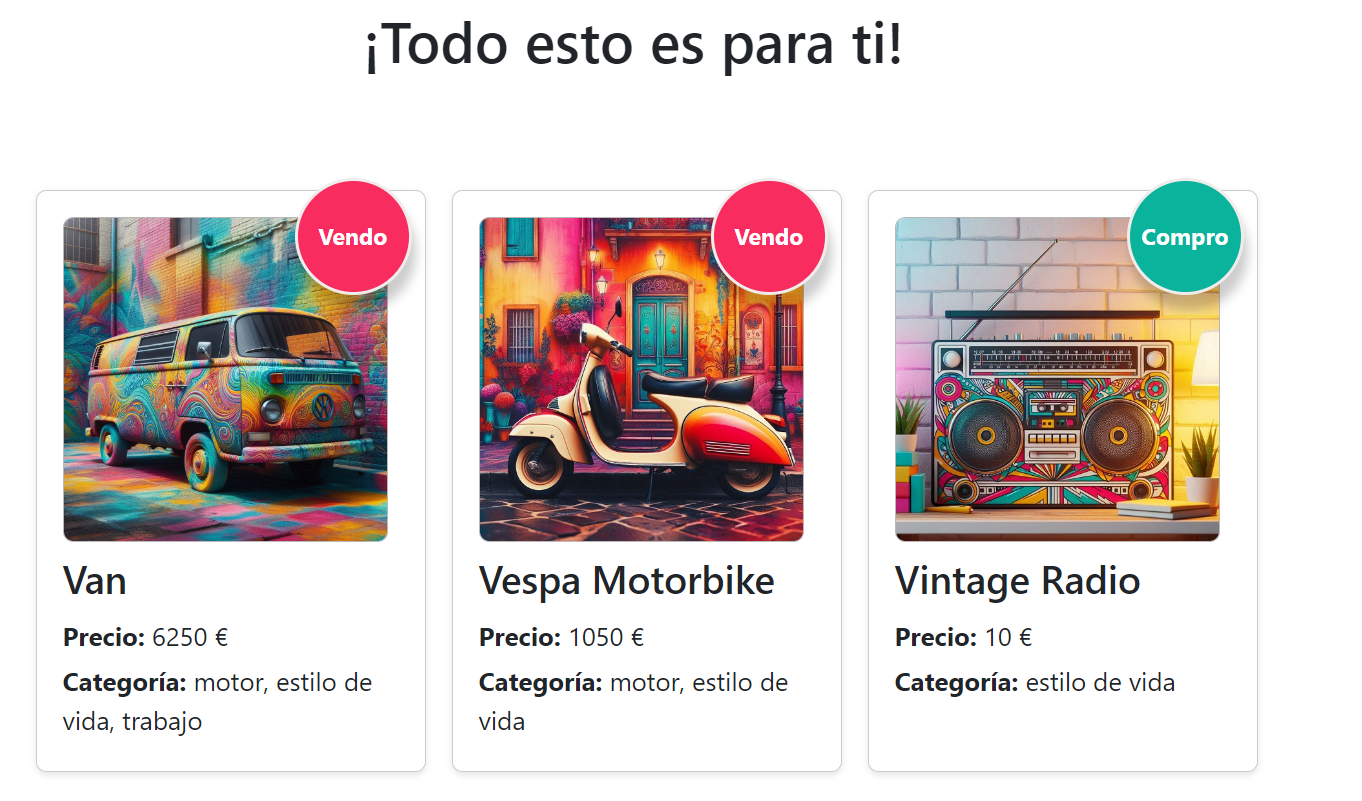 ¡Todo esto es para ti!
Vendo
Vendo
Compro
Van
Precio: 6250 €
Categoría: motor, estilo de
vida, trabajo
Vespa Motorbike
Precio: 1050 €
Categoría: motor, estilo de
vida
Vintage Radio
Precio: 10 €
Categoría: estilo de vida